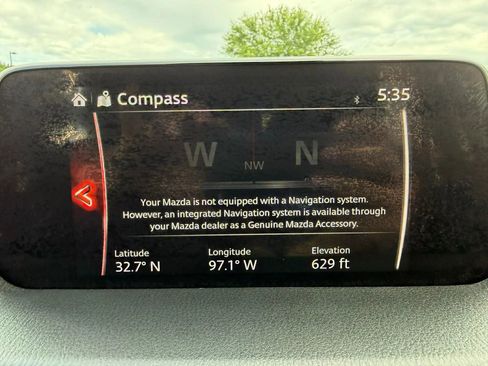 Compass
5:35
W NW N
Your Mazda is not equipped with a Navigation system.
However, an integrated Navigation system is available through
your Mazda dealer as a Genuine Mazda Accessory.
Latitude Longitude Elevation
32.7° N 97.1° W 629 ft